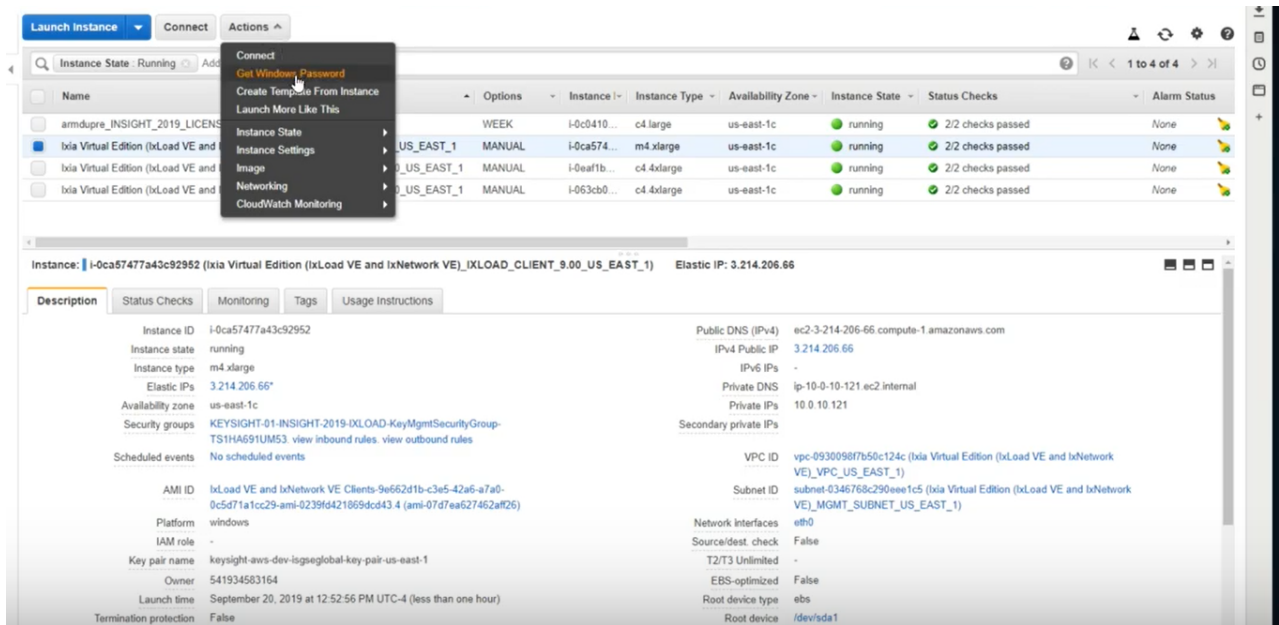 Launch Instance Connect Actions
Connect
Get Windows Password
Create Template From Instance
Launch More Like This
Instance State
Instance Settings
Image
Networking
CloudWatch Monitoring
Instance State : Running Add 1 to 4 of 4
Name Options Instance I Instance Type Availability Zone Instance State Status Checks Alarm Status
armdupre_INSIGHT_2019_LICENS WEEK i-0c0410... c4.large us-east-1c running 2/2 checks passed None
Ixia Virtual Edition (IxLoad VE and I _US_EAST_1 MANUAL i-0ca574... m4.xlarge us-east-1c running 2/2 checks passed None
Ixia Virtual Edition (IxLoad VE and I 0_US_EAST_1 MANUAL i-0eaf1b... c4.4xlarge us-east-1c running 2/2 checks passed None
Ixia Virtual Edition (IxLoad VE and I 0_US_EAST_1 MANUAL i-063cb0... c4.4xlarge us-east-1c running 2/2 checks passed None
Instance: i-0ca57477a43c92952 (Ixia Virtual Edition (IxLoad VE and IxNetwork VE)_IXLOAD_CLIENT_9.00_US_EAST_1) Elastic IP: 3.214.206.66
Description Status Checks Monitoring Tags Usage Instructions
Instance ID i-0ca57477a43c92952
Instance state running
Instance type m4.xlarge
Elastic IPs 3.214.206.66*
Availability zone us-east-1c
Security groups KEYSIGHT-01-INSIGHT-2019-IXLOAD-KeyMgmtSecurityGroup-
TS1HA691UM53. view inbound rules. view outbound rules
Scheduled events No scheduled events
AMI ID IxLoad VE and IxNetwork VE Clients-9e662d1b-c3e5-42a6-a7a0-
0c5d71a1cc29-ami-0239fd421869dcd43.4 (ami-07d7ea627462aff26)
Platform windows
IAM role -
Key pair name keysight-aws-dev-isgseglobal-key-pair-us-east-1
Owner 541934583164
Launch time September 20, 2019 at 12:52:56 PM UTC-4 (less than one hour)
Termination protection False
Public DNS (IPv4) ec2-3-214-206-66.compute-1.amazonaws.com
IPv4 Public IP 3.214.206.66
IPv6 IPs -
Private DNS ip-10-0-10-121.ec2.internal
Private IPs 10.0.10.121
Secondary private IPs
VPC ID vpc-0930098f7b50c124c (Ixia Virtual Edition (IxLoad VE and IxNetwork
VE)_VPC_US_EAST_1)
Subnet ID subnet-0346768c290eee1c5 (Ixia Virtual Edition (IxLoad VE and IxNetwork
VE)_MGMT_SUBNET_US_EAST_1)
Network interfaces eth0
Source/dest. check False
T2/T3 Unlimited -
EBS-optimized False
Root device type ebs
Root device /dev/sda1